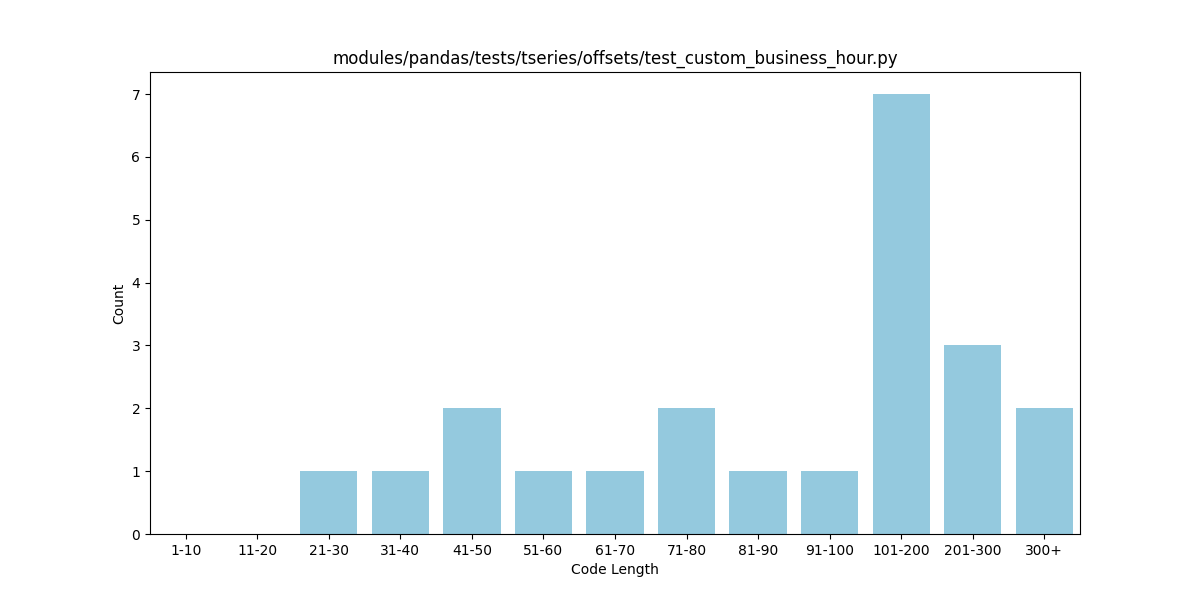 modules/pandas/tests/tseries/offsets/test_custom_business_hour.py
Count
7
6
5
4
3
2
1
0
1-10 11-20 21-30 31-40 41-50 51-60 61-70 71-80 81-90 91-100 101-200 201-300 300+
Code Length